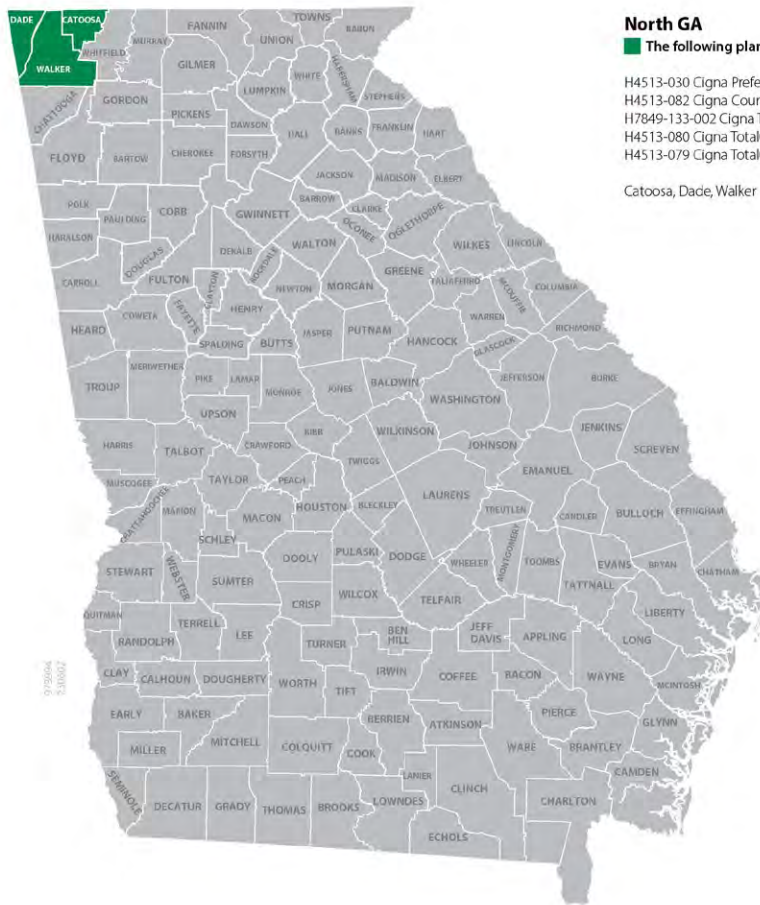 North GA
The following plan
H4513-030 Cigna Prefe
H4513-082 Cigna Cour
H7849-133-002 Cigna T
H4513-080 Cigna Total
H4513-079 Cigna Total
Catoosa, Dade, Walker
DADE
CATOOSA
WALKER
WHITFIELD
MURRAY
FANNIN
UNION
TOWNS
RABUN
GILMER
LUMPKIN
WHITE
HABERSHAM
STEPHENS
CHATTOOGA
GORDON
PICKENS
DAWSON
HALL
BANKS
FRANKLIN
HART
FLOYD
BARTOW
CHEROKEE
FORSYTH
JACKSON
MADISON
ELBERT
POLK
PAULDING
COBB
GWINNETT
BARROW
CLARKE
OCONEE
OGLETHORPE
WILKES
LINCOLN
HARALSON
DOUGLAS
FULTON
DEKALB
ROCKDALE
WALTON
MORGAN
GREENE
TALIAFERRO
MCDUFFIE
COLUMBIA
CARROLL
CLAYTON
NEWTON
HENRY
FAYETTE
COWETA
HEARD
SPALDING
BUTTS
JASPER
PUTNAM
HANCOCK
WARREN
GLASCOCK
RICHMOND
TROUP
MERIWETHER
PIKE
LAMAR
MONROE
JONES
BALDWIN
WASHINGTON
JEFFERSON
BURKE
UPSON
BIBB
WILKINSON
JENKINS
SCREVEN
HARRIS
TALBOT
CRAWFORD
TWIGGS
JOHNSON
EMANUEL
MUSCOGEE
TAYLOR
PEACH
CHATTAHOOCHEE
MARION
MACON
HOUSTON
BLECKLEY
LAURENS
TREUTLEN
CANDLER
BULLOCH
EFFINGHAM
SCHLEY
DOOLY
PULASKI
DODGE
WHEELER
MONTGOMERY
TOOMBS
EVANS
BRYAN
CHATHAM
STEWART
WEBSTER
SUMTER
CRISP
WILCOX
TELFAIR
TATTNALL
LIBERTY
QUITMAN
RANDOLPH
TERRELL
LEE
TURNER
BEN
HILL
JEFF
DAVIS
APPLING
LONG
CLAY
CALHOUN
DOUGHERTY
WORTH
TIFT
IRWIN
COFFEE
BACON
WAYNE
MCINTOSH
EARLY
BAKER
MITCHELL
COLQUITT
BERRIEN
COOK
ATKINSON
PIERCE
WARE
BRANTLEY
GLYNN
MILLER
SEMINOLE
DECATUR
GRADY
THOMAS
BROOKS
LANIER
LOWNDES
CLINCH
ECHOLS
CHARLTON
CAMDEN